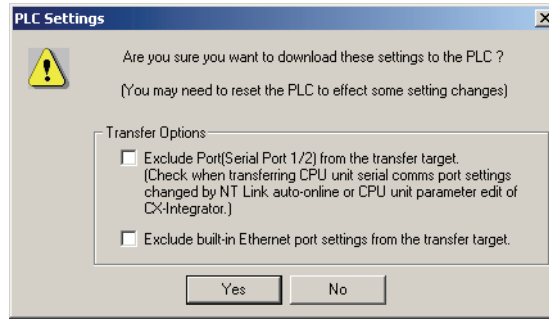 PLC Settings
Are you sure you want to download these settings to the PLC ?
(You may need to reset the PLC to effect some setting changes)
Transfer Options
Exclude Port(Serial Port 1/2) from the transfer target.
(Check when transferring CPU unit serial comms port settings
changed by NT Link auto-online or CPU unit parameter edit of
CX-Integrator.)
Exclude built-in Ethernet port settings from the transfer target.
Yes
No